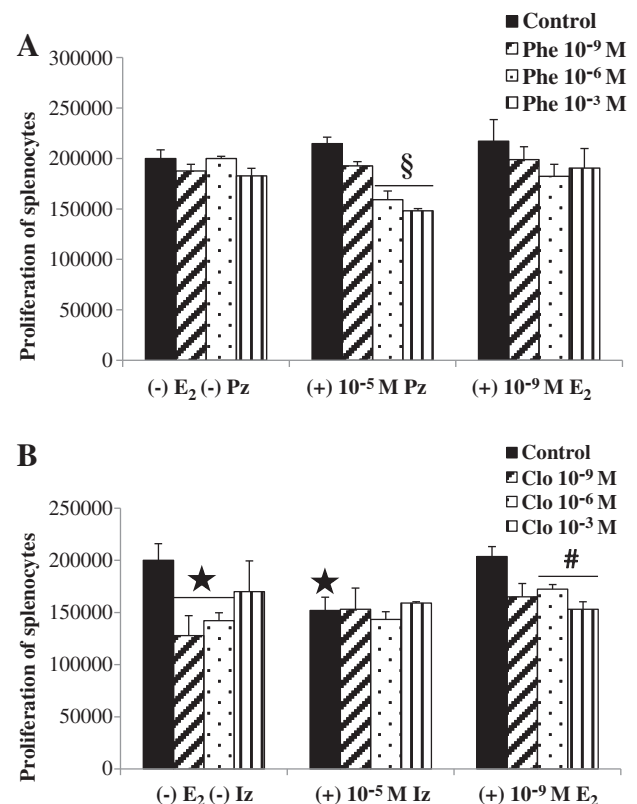 A
Control
Phe 10⁻⁹ M
Phe 10⁻⁶ M
Phe 10⁻³ M
Proliferation of splenocytes
300000
250000
200000
150000
100000
50000
0
§
(-) E₂ (-) Pz
(+) 10⁻⁵ M Pz
(+) 10⁻⁹ M E₂
B
Control
Clo 10⁻⁹ M
Clo 10⁻⁶ M
Clo 10⁻³ M
Proliferation of splenocytes
250000
200000
150000
100000
50000
0
★
★
#
(-) E₂ (-) Iz
(+) 10⁻⁵ M Iz
(+) 10⁻⁹ M E₂